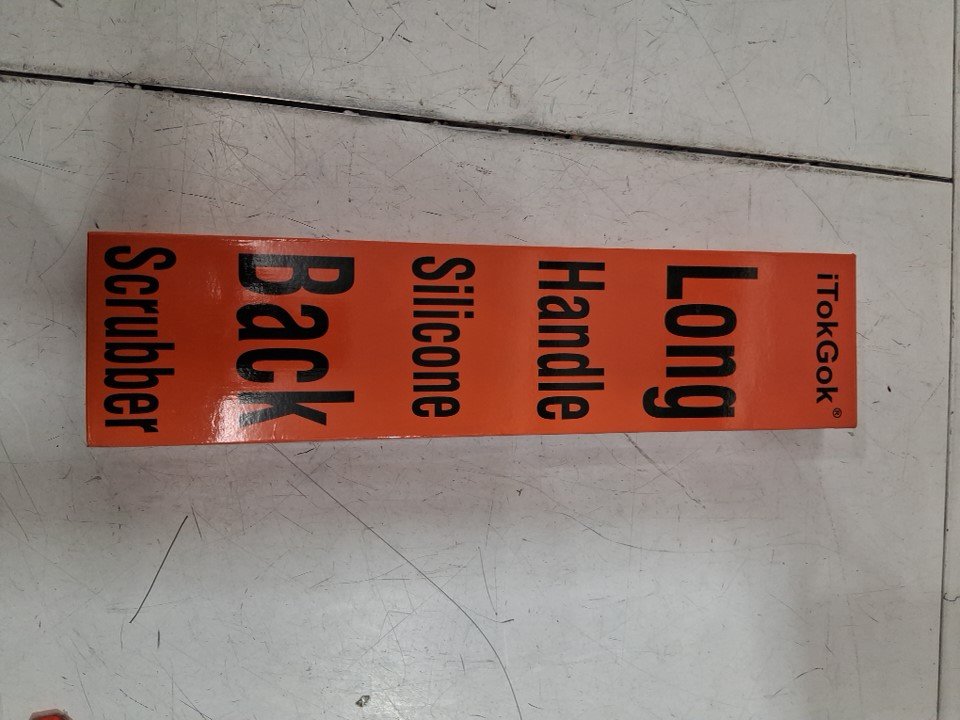 iTokGok®
Long
Handle
Silicone
Back
Scrubber